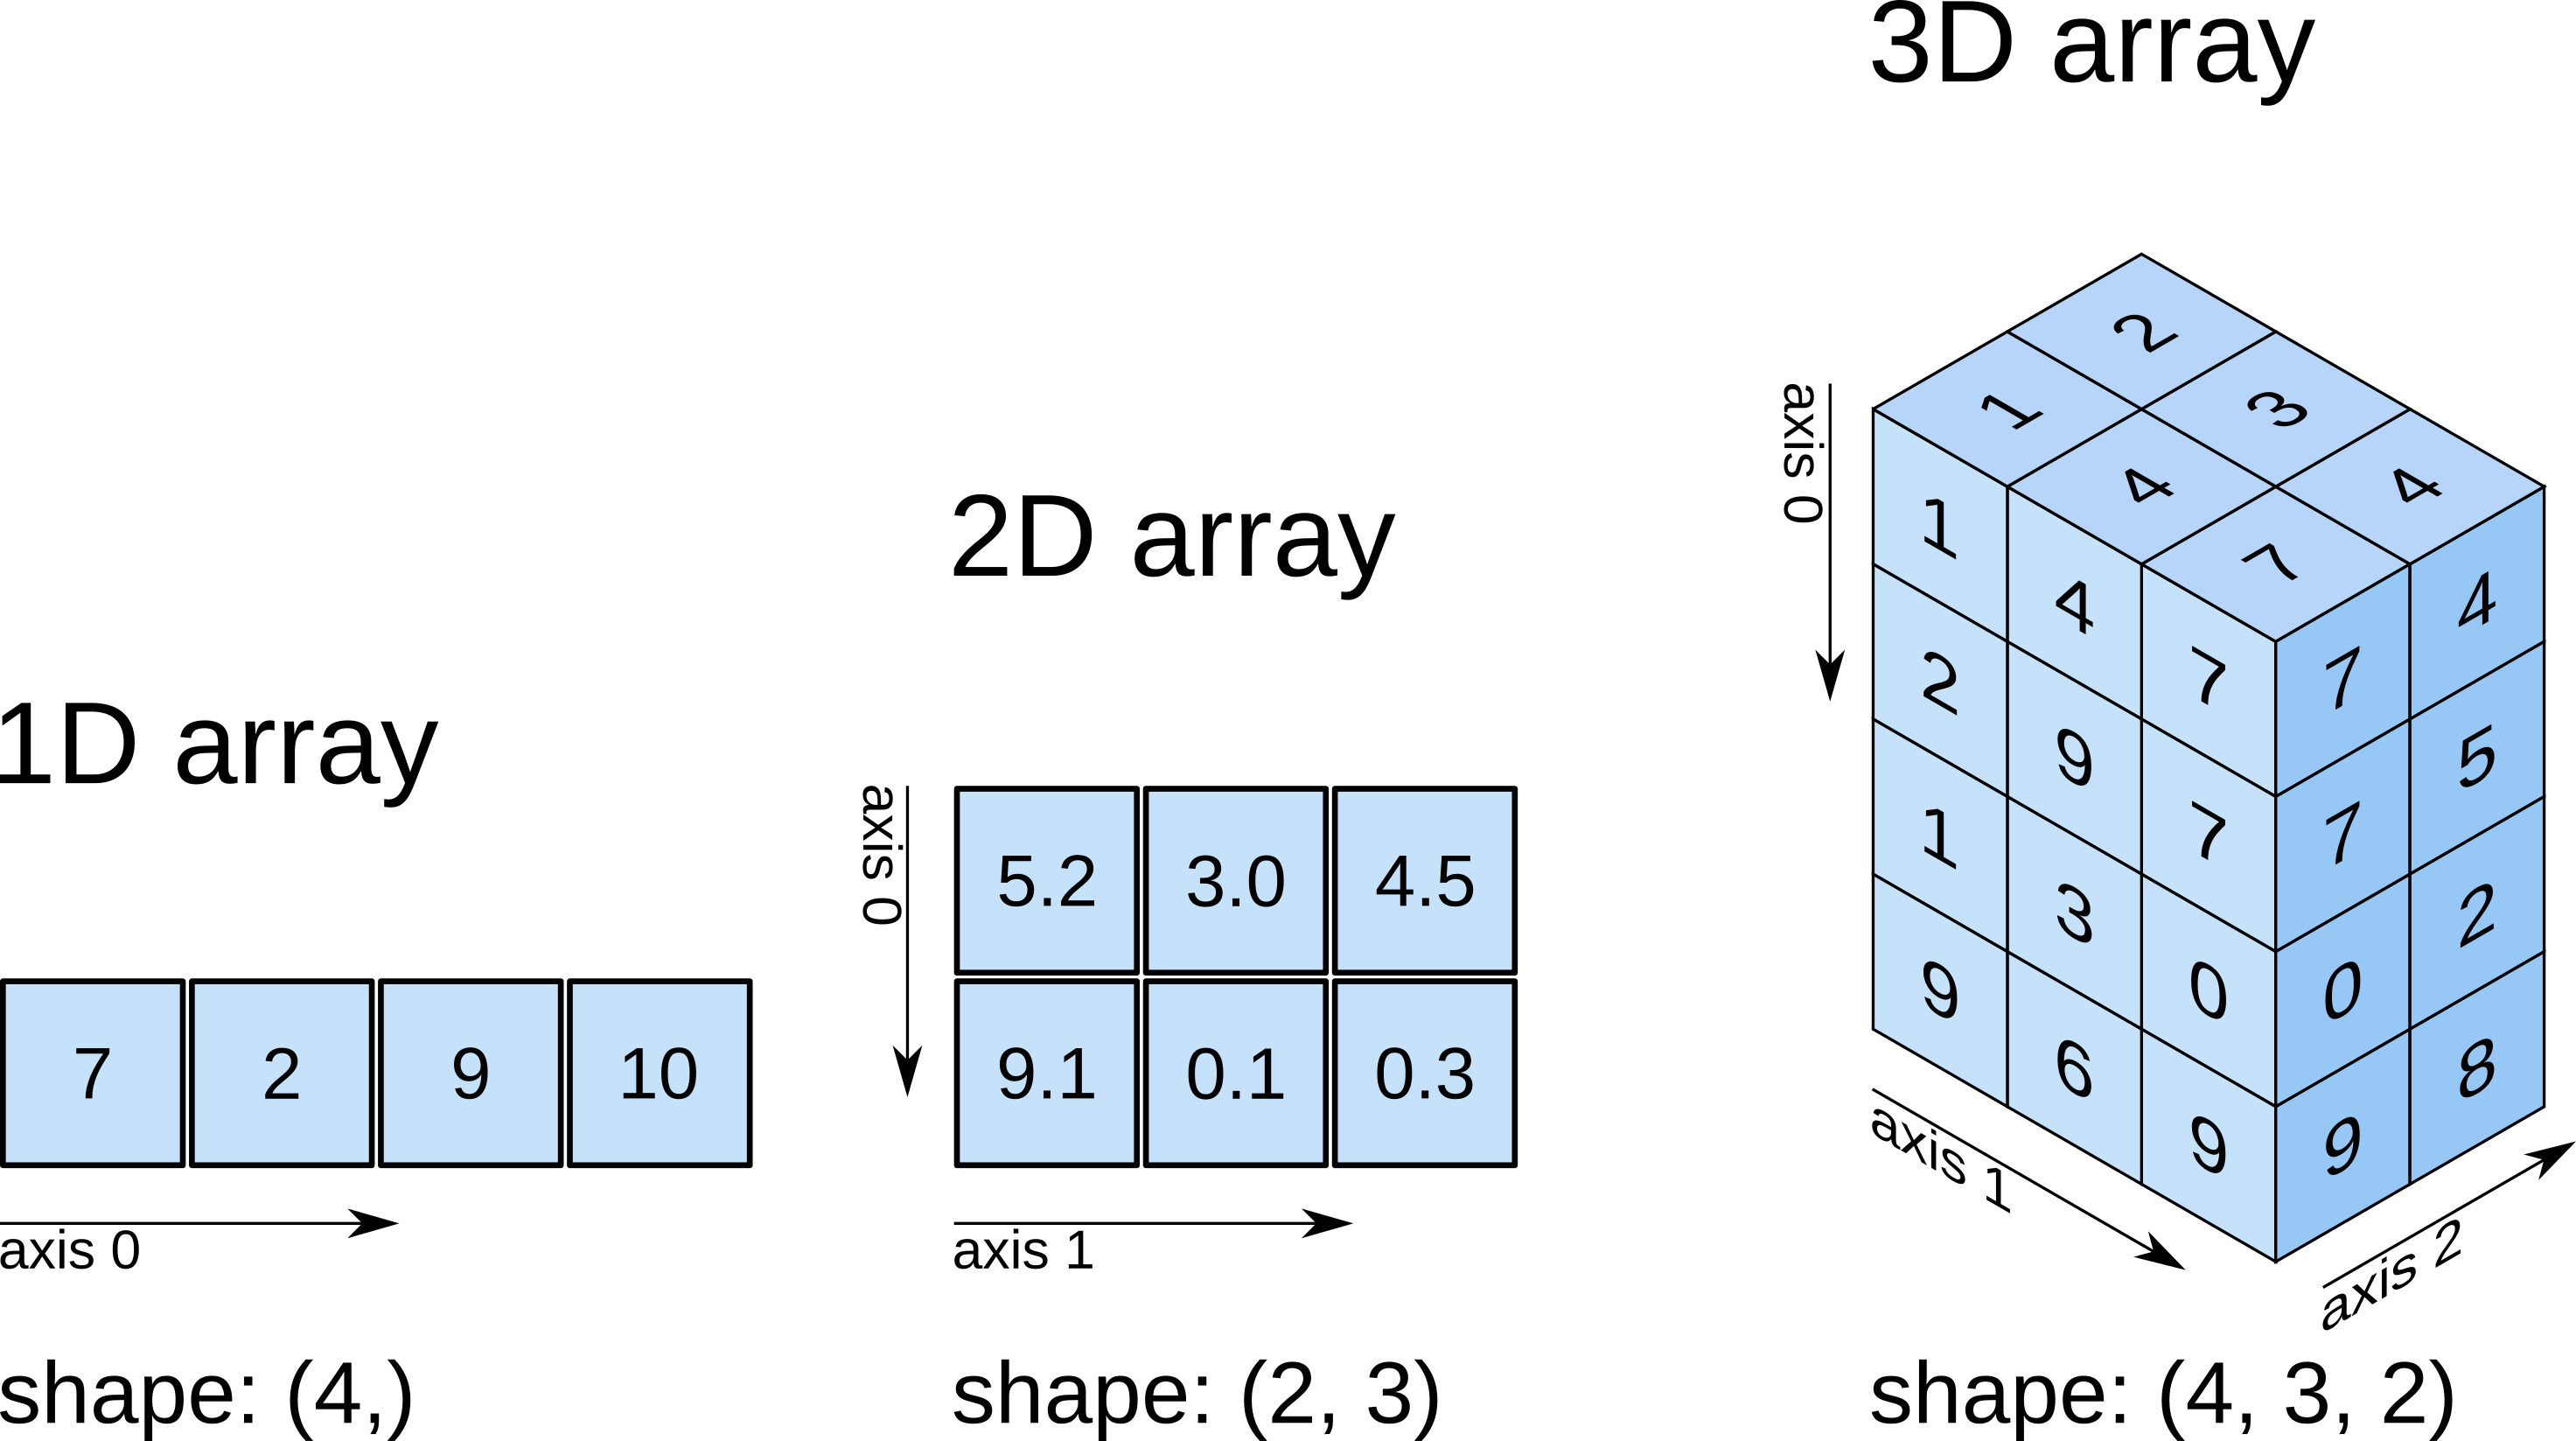 1D array
7 2 9 10
axis 0
shape: (4,)
2D array
axis 0
5.2 3.0 4.5
9.1 0.1 0.3
axis 1
shape: (2, 3)
3D array
axis 0
2
1 3
4 4
7
1 4 7
2 9 7
1 3 0
9 6 9
7 4
7 5
0 2
9 8
axis 1
axis 2
shape: (4, 3, 2)